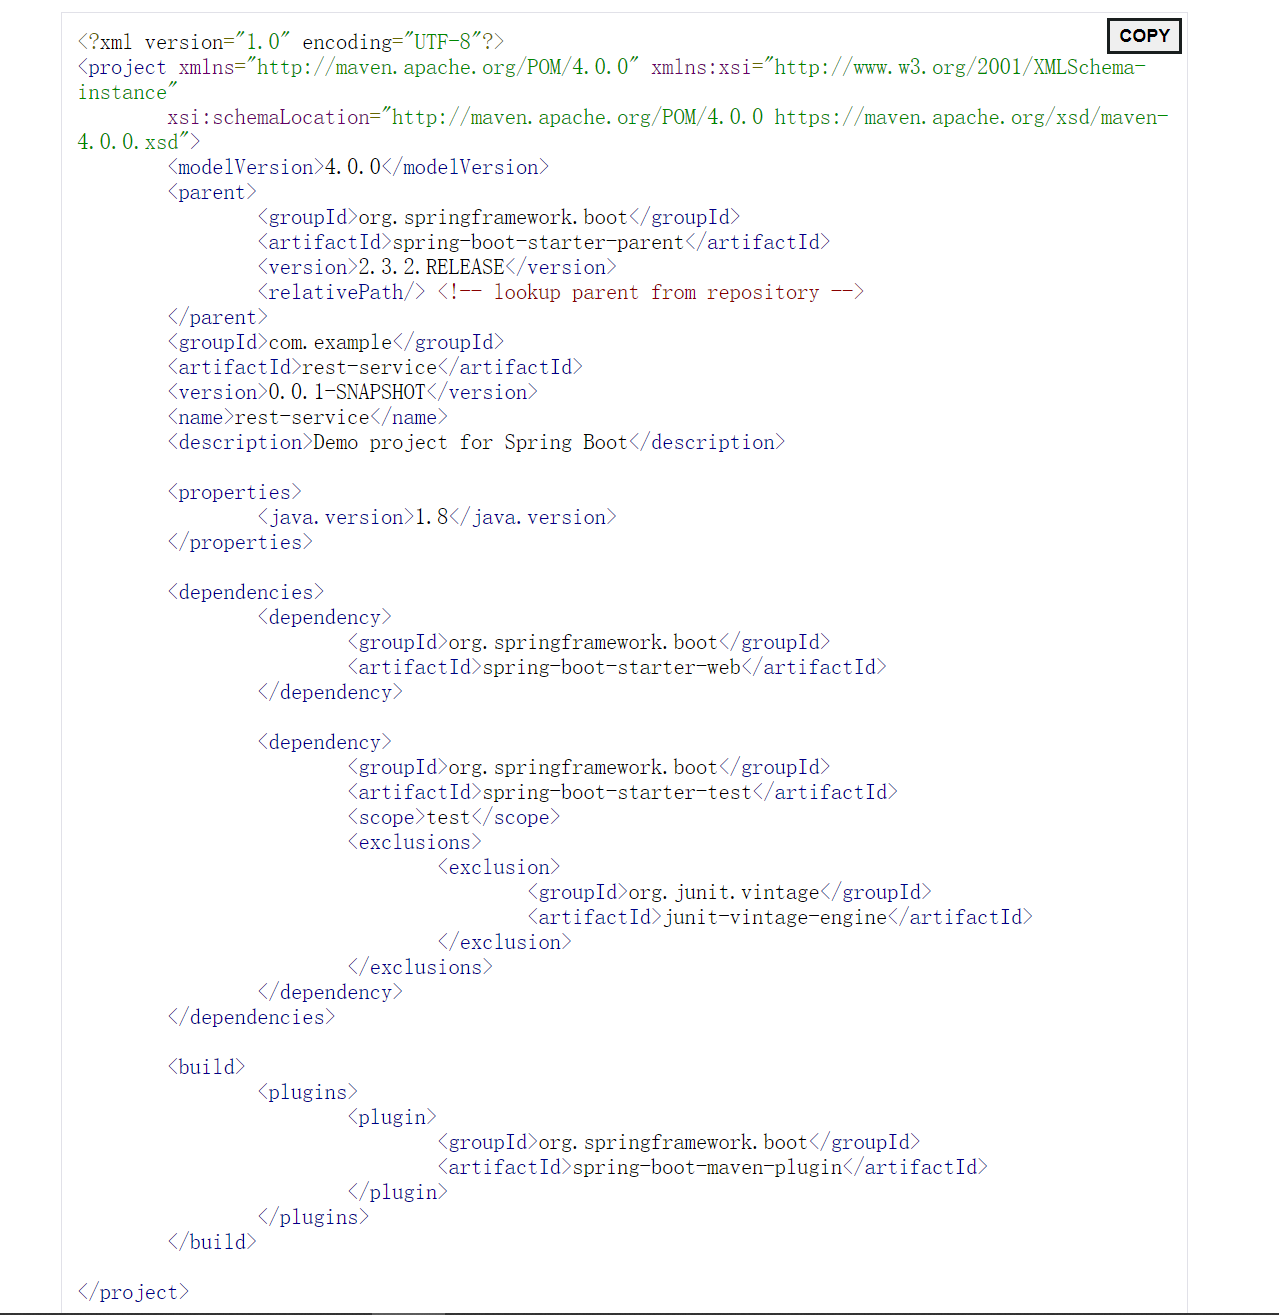 COPY
<?xml version="1.0" encoding="UTF-8"?>
<project xmlns="http://maven.apache.org/POM/4.0.0" xmlns:xsi="http://www.w3.org/2001/XMLSchema-
instance"
        xsi:schemaLocation="http://maven.apache.org/POM/4.0.0 https://maven.apache.org/xsd/maven-
4.0.0.xsd">
        <modelVersion>4.0.0</modelVersion>
        <parent>
                <groupId>org.springframework.boot</groupId>
                <artifactId>spring-boot-starter-parent</artifactId>
                <version>2.3.2.RELEASE</version>
                <relativePath/> <!-- lookup parent from repository -->
        </parent>
        <groupId>com.example</groupId>
        <artifactId>rest-service</artifactId>
        <version>0.0.1-SNAPSHOT</version>
        <name>rest-service</name>
        <description>Demo project for Spring Boot</description>

        <properties>
                <java.version>1.8</java.version>
        </properties>

        <dependencies>
                <dependency>
                        <groupId>org.springframework.boot</groupId>
                        <artifactId>spring-boot-starter-web</artifactId>
                </dependency>

                <dependency>
                        <groupId>org.springframework.boot</groupId>
                        <artifactId>spring-boot-starter-test</artifactId>
                        <scope>test</scope>
                        <exclusions>
                                <exclusion>
                                        <groupId>org.junit.vintage</groupId>
                                        <artifactId>junit-vintage-engine</artifactId>
                                </exclusion>
                        </exclusions>
                </dependency>
        </dependencies>

        <build>
                <plugins>
                        <plugin>
                                <groupId>org.springframework.boot</groupId>
                                <artifactId>spring-boot-maven-plugin</artifactId>
                        </plugin>
                </plugins>
        </build>

</project>